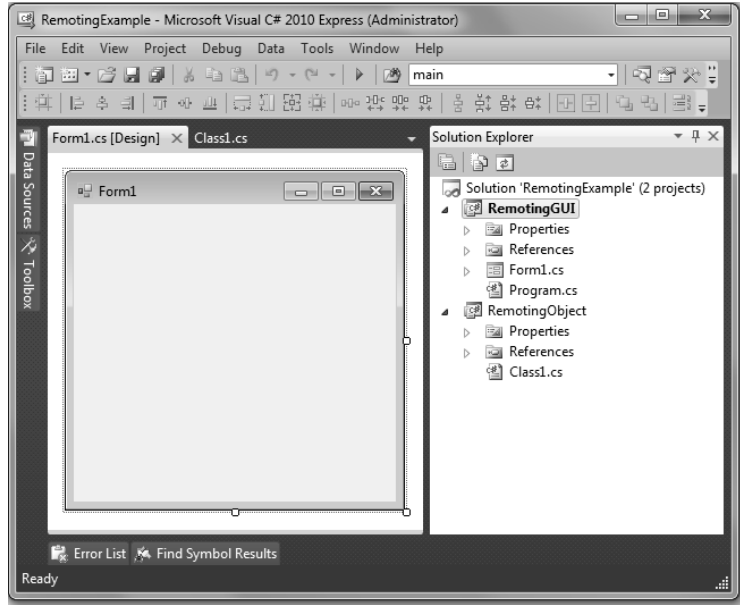 RemotingExample - Microsoft Visual C# 2010 Express (Administrator)
File Edit View Project Debug Data Tools Window Help
main
Form1.cs [Design] Class1.cs
Solution Explorer
Data Sources
Toolbox
Form1
Solution 'RemotingExample' (2 projects)
RemotingGUI
Properties
References
Form1.cs
Program.cs
RemotingObject
Properties
References
Class1.cs
Error List Find Symbol Results
Ready